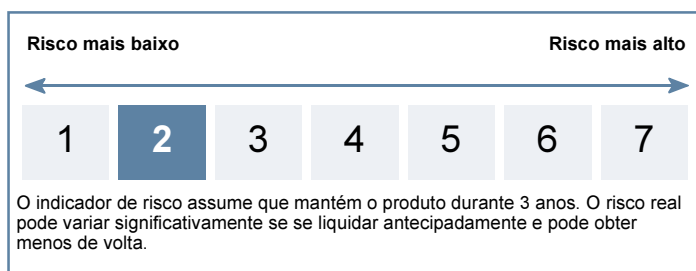 Risco mais baixo Risco mais alto
1 2 3 4 5 6 7
O indicador de risco assume que mantém o produto durante 3 anos. O risco real
pode variar significativamente se se liquidar antecipadamente e pode obter
menos de volta.